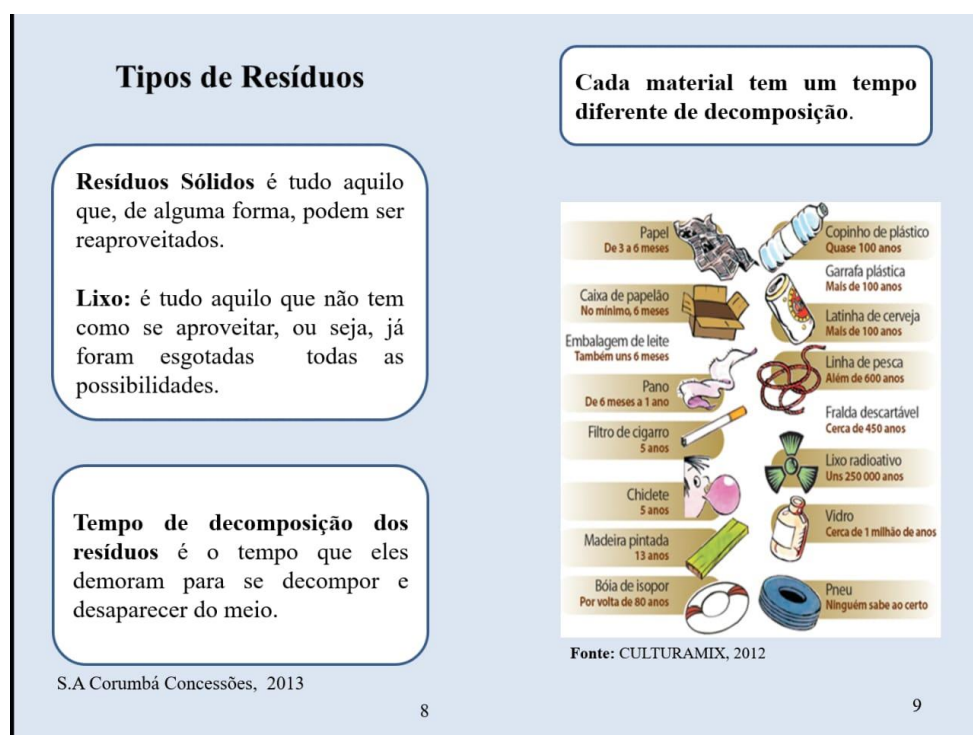 Tipos de Resíduos
Resíduos Sólidos é tudo aquilo
que, de alguma forma, podem ser
reaproveitados.
Lixo: é tudo aquilo que não tem
como se aproveitar, ou seja, já
foram esgotadas todas as
possibilidades.
Tempo de decomposição dos
resíduos é o tempo que eles
demoram para se decompor e
desaparecer do meio.
S.A Corumbá Concessões, 2013
8
Cada material tem um tempo
diferente de decomposição.
Papel
De 3 a 6 meses
Caixa de papelão
No mínimo, 6 meses
Embalagem de leite
Também uns 6 meses
Pano
De 6 meses a 1 ano
Filtro de cigarro
5 anos
Chiclete
5 anos
Madeira pintada
13 anos
Bóia de isopor
Por volta de 80 anos
Copinho de plástico
Quase 100 anos
Garrafa plástica
Mais de 100 anos
Latinha de cerveja
Mais de 100 anos
Linha de pesca
Além de 600 anos
Fralda descartável
Cerca de 450 anos
Lixo radioativo
Uns 250 000 anos
Vidro
Cerca de 1 milhão de anos
Pneu
Ninguém sabe ao certo
Fonte: CULTURAMIX, 2012
9